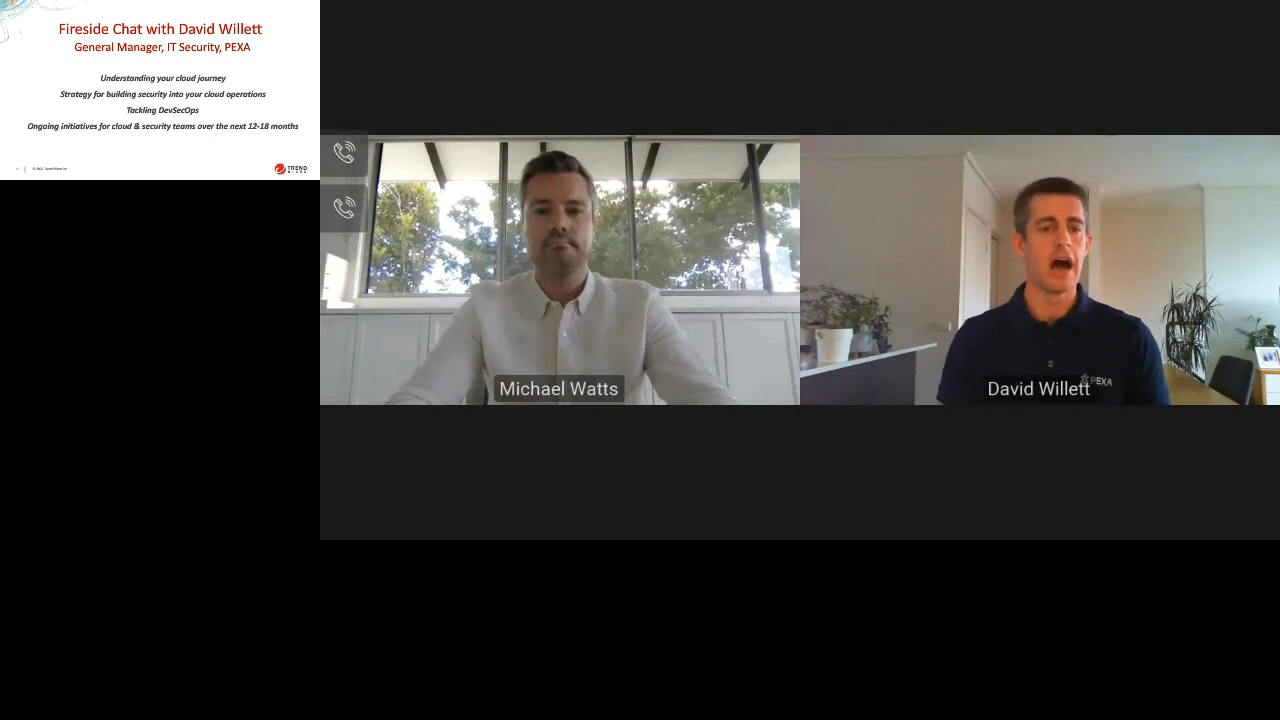 Fireside Chat with David Willett
General Manager, IT Security, PEXA
Understanding your cloud journey
Strategy for building security into your cloud operations
Tackling DevSecOps
Ongoing initiatives for cloud & security teams over the next 12-18 months
TREND
MICRO
Michael Watts
PEXA
David Willett